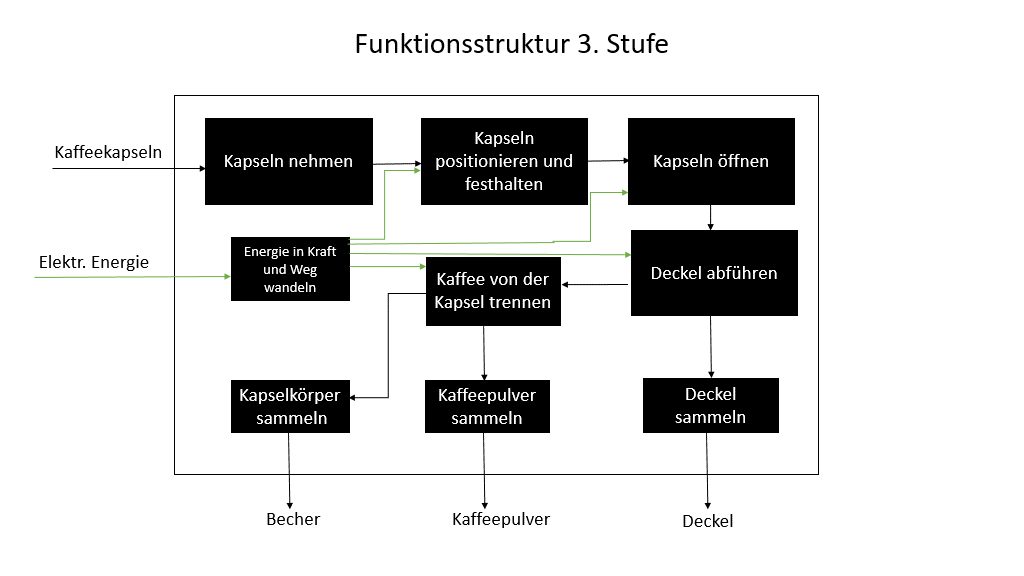 Funktionsstruktur 3. Stufe
Kaffeekapseln
Kapseln nehmen
Kapseln
positionieren und
festhalten
Kapseln öffnen
Elektr. Energie
Energie in Kraft
und Weg
wandeln
Kaffee von der
Kapsel trennen
Deckel abführen
Kapselkörper
sammeln
Kaffeepulver
sammeln
Deckel
sammeln
Becher
Kaffeepulver
Deckel